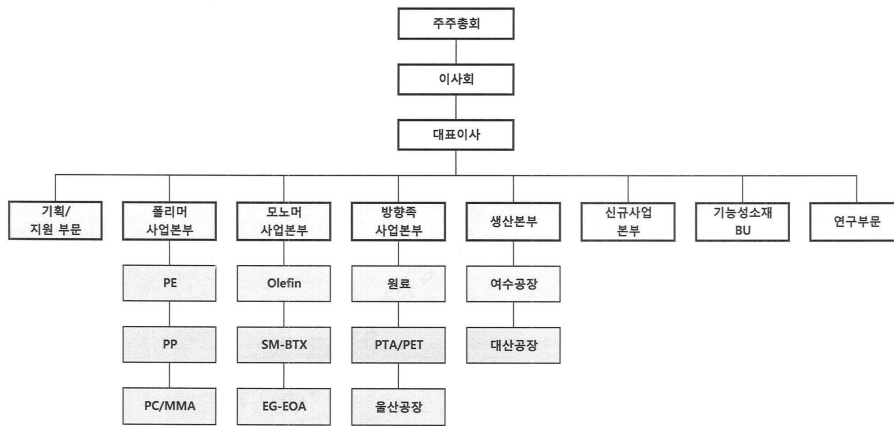 주주총회
이사회
대표이사
기획/
지원 부문
폴리머
사업본부
모노머
사업본부
방향족
사업본부
생산본부
신규사업
본부
기능성소재
BU
연구부문
PE
Olefin
원료
여수공장
PP
SM-BTX
PTA/PET
대산공장
PC/MMA
EG-EOA
울산공장